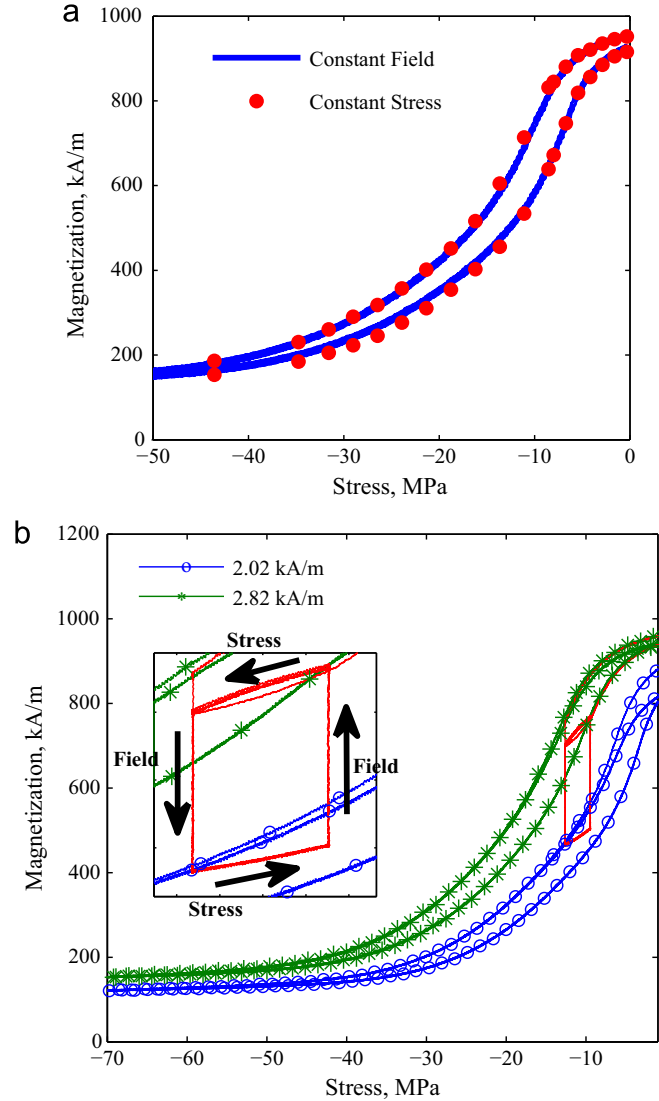 a
1000
800
600
400
200
0
−50
−40
−30
−20
−10
0
Magnetization, kA/m
Stress, MPa
Constant Field
Constant Stress
b
1200
1000
800
600
400
200
0
−70
−60
−50
−40
−30
−20
−10
Magnetization, kA/m
Stress, MPa
2.02 kA/m
2.82 kA/m
Stress
Field
Field
Stress